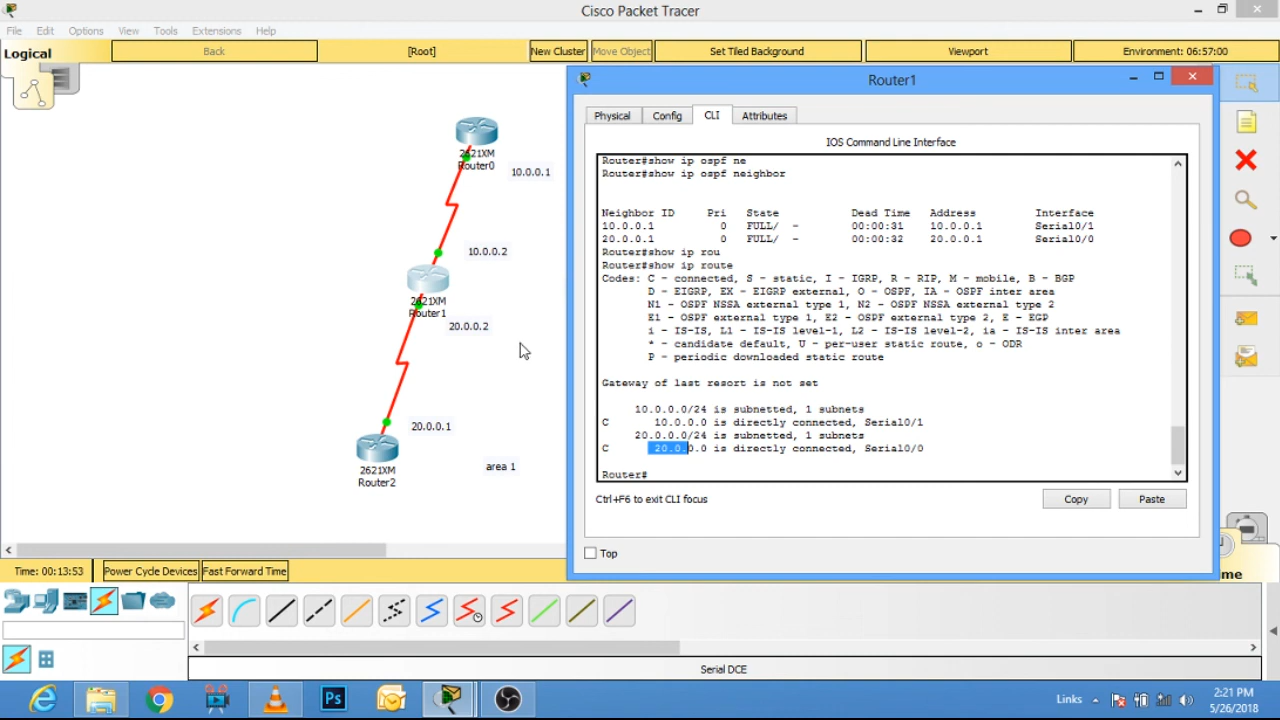 Cisco Packet Tracer
File Edit Options View Tools Extensions Help
Logical Back [Root] New Cluster Move Object Set Tiled Background Viewport Environment: 06:57:00
2621XM
Router0
10.0.0.1
10.0.0.2
2621XM
Router1
20.0.0.2
20.0.0.1
2621XM
Router2
area 1
Router1
Physical Config CLI Attributes
IOS Command Line Interface
Router#show ip ospf ne
Router#show ip ospf neighbor
Neighbor ID Pri State Dead Time Address Interface
10.0.0.1 0 FULL/ - 00:00:31 10.0.0.1 Serial0/1
20.0.0.1 0 FULL/ - 00:00:32 20.0.0.1 Serial0/0
Router#show ip rou
Router#show ip route
Codes: C - connected, S - static, I - IGRP, R - RIP, M - mobile, B - BGP
D - EIGRP, EX - EIGRP external, O - OSPF, IA - OSPF inter area
N1 - OSPF NSSA external type 1, N2 - OSPF NSSA external type 2
E1 - OSPF external type 1, E2 - OSPF external type 2, E - EGP
i - IS-IS, L1 - IS-IS level-1, L2 - IS-IS level-2, ia - IS-IS inter area
* - candidate default, U - per-user static route, o - ODR
P - periodic downloaded static route
Gateway of last resort is not set
10.0.0.0/24 is subnetted, 1 subnets
C 10.0.0.0 is directly connected, Serial0/1
20.0.0.0/24 is subnetted, 1 subnets
C 20.0.0.0 is directly connected, Serial0/0
Router#
Ctrl+F6 to exit CLI focus Copy Paste
Top
Time: 00:13:53 Power Cycle Devices Fast Forward Time
Serial DCE
Ps
Links
2:21 PM
5/26/2018